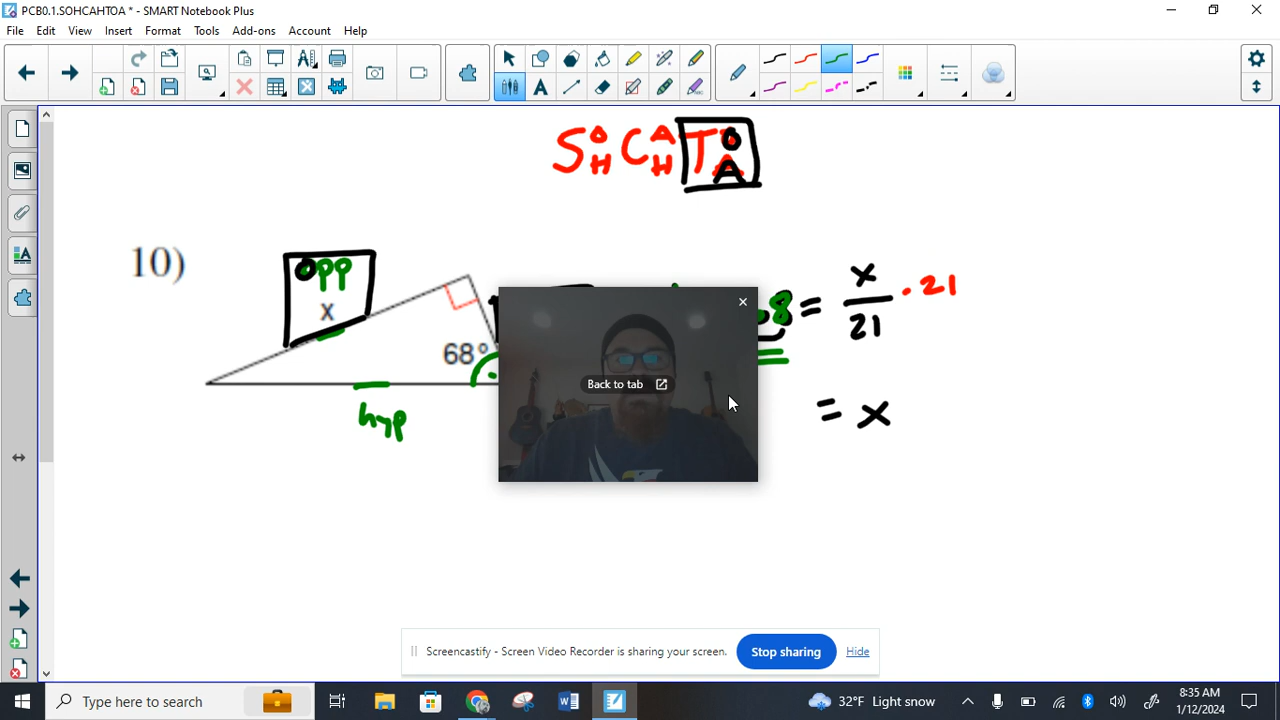 PCB0.1.SOHCAHTOA * - SMART Notebook Plus
File Edit View Insert Format Tools Add-ons Account Help
S O H C A H T O A
10)
opp
x
68°
hyp
8 = x / 21 · 21
= x
Back to tab
Screencastify - Screen Video Recorder is sharing your screen. Stop sharing Hide
Type here to search
32°F Light snow
8:35 AM
1/12/2024